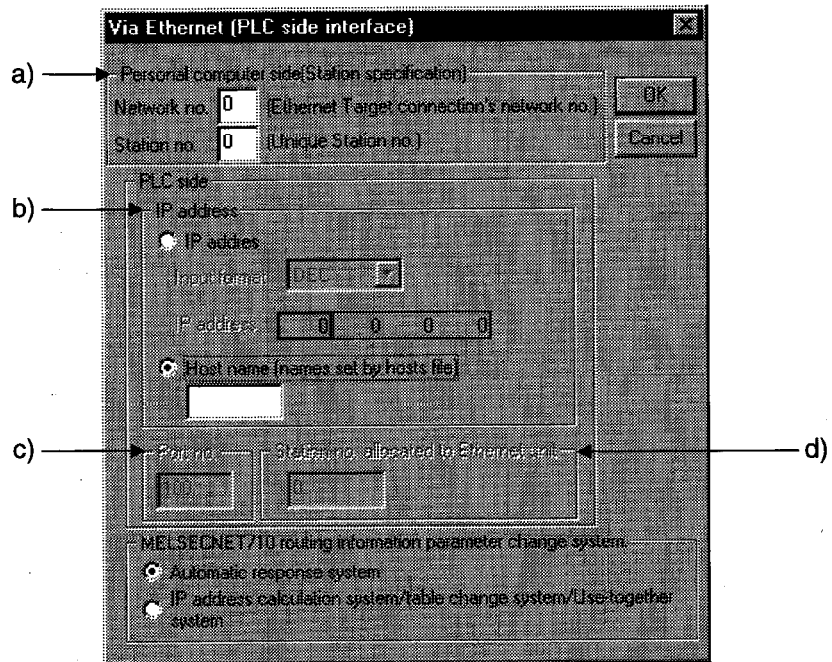 Via Ethernet (PLC side interface)
a)
Personal computer side(Station specification)
Network no. 0 (Ethernet Target connection's network no.)
OK
Station no. 0 (Unique Station no.)
Cancel
PLC side
b)
IP address
IP addres
Input format DEC
IP address 0 0 0 0
Host name (names set by hosts file)
c)
Port no. Station no. allocated to Ethernet unit
d)
0
MELSECNET/10 routing information parameter change system.
Automatic response system
IP address calculation system/table change system/Use-together
system